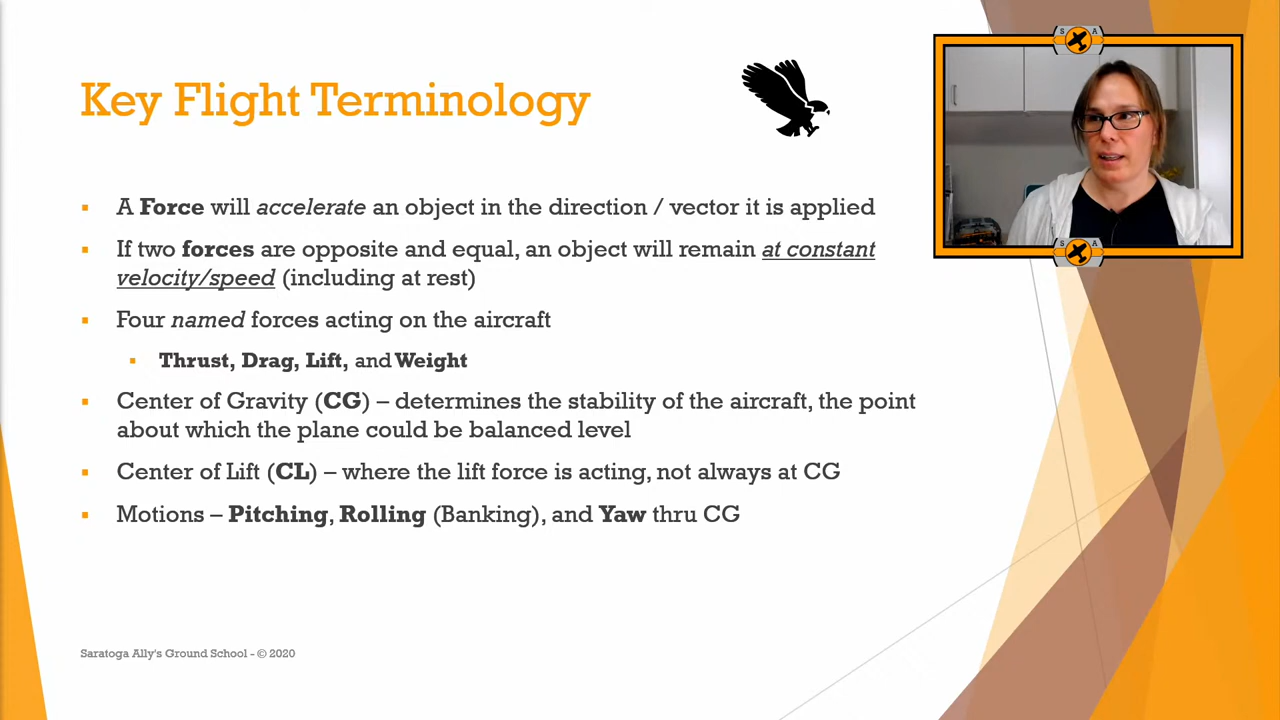 Key Flight Terminology
S A
A Force will accelerate an object in the direction / vector it is applied
If two forces are opposite and equal, an object will remain at constant
velocity/speed (including at rest)
S A
Four named forces acting on the aircraft
Thrust, Drag, Lift, and Weight
Center of Gravity (CG) – determines the stability of the aircraft, the point
about which the plane could be balanced level
Center of Lift (CL) – where the lift force is acting, not always at CG
Motions – Pitching, Rolling (Banking), and Yaw thru CG
Saratoga Ally's Ground School - © 2020